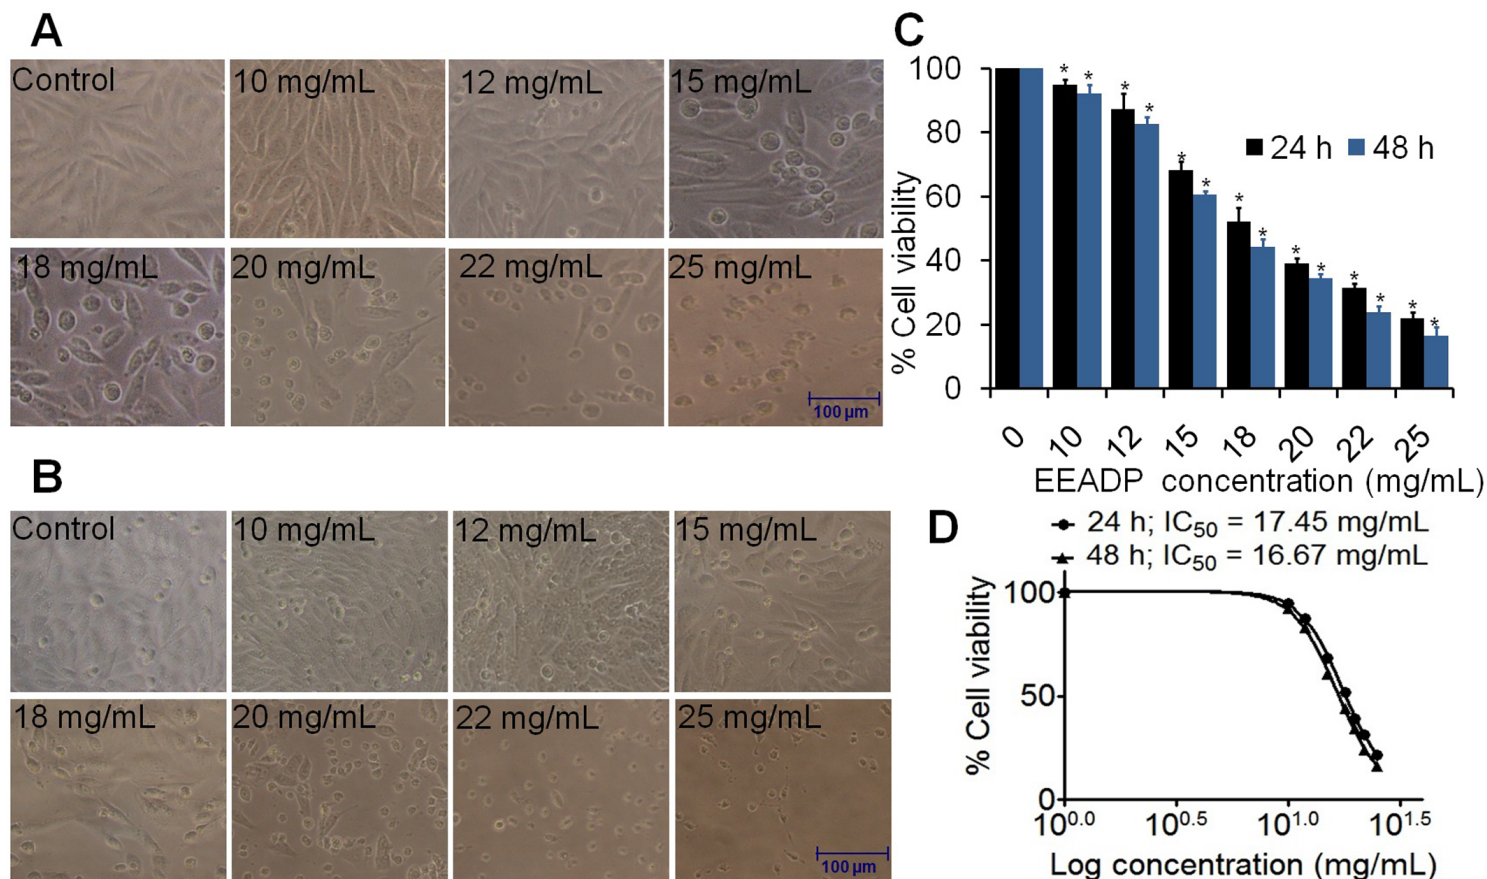 A
Control
10 mg/mL
12 mg/mL
15 mg/mL
18 mg/mL
20 mg/mL
22 mg/mL
25 mg/mL
100 µm
B
Control
10 mg/mL
12 mg/mL
15 mg/mL
18 mg/mL
20 mg/mL
22 mg/mL
25 mg/mL
100 µm
C
% Cell viability
100
80
60
40
20
0
24 h 48 h
* * * * * * * * * * * * * *
0 10 12 15 18 20 22 25
EEADP concentration (mg/mL)
D
24 h; IC50 = 17.45 mg/mL
48 h; IC50 = 16.67 mg/mL
% Cell viability
100
50
0
10^0.0 10^0.5 10^1.0 10^1.5
Log concentration (mg/mL)